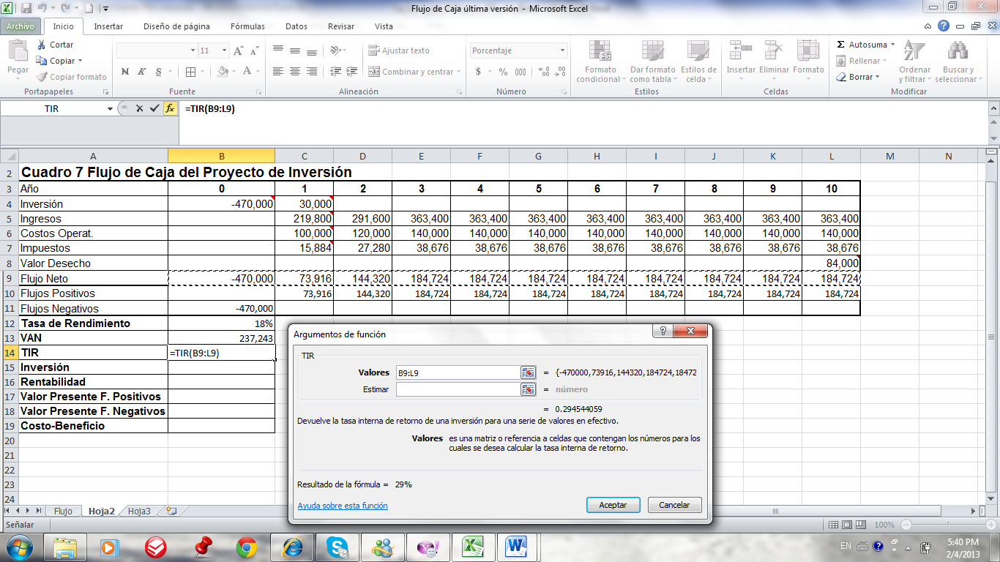 Flujo de Caja última versión - Microsoft Excel
Archivo Inicio Insertar Diseño de página Fórmulas Datos Revisar Vista
Pegar Cortar Copiar Copiar formato
11
N K S
Ajustar texto
Combinar y centrar
Porcentaje
$ % 000
Formato condicional Dar formato como tabla Estilos de celda
Insertar Eliminar Formato
Σ Autosuma Rellenar Borrar
Ordenar y filtrar Buscar y seleccionar
Portapapeles Fuente Alineación Número Estilos Celdas Modificar
TIR fx =TIR(B9:L9)
A B C D E F G H I J K L M N
2 Cuadro 7 Flujo de Caja del Proyecto de Inversión
3 Año 0 1 2 3 4 5 6 7 8 9 10
4 Inversión -470,000 30,000
5 Ingresos 219,800 291,600 363,400 363,400 363,400 363,400 363,400 363,400 363,400 363,400
6 Costos Operat. 100,000 120,000 140,000 140,000 140,000 140,000 140,000 140,000 140,000 140,000
7 Impuestos 15,884 27,280 38,676 38,676 38,676 38,676 38,676 38,676 38,676 38,676
8 Valor Desecho 84,000
9 Flujo Neto -470,000 73,916 144,320 184,724 184,724 184,724 184,724 184,724 184,724 184,724 184,724
10 Flujos Positivos 73,916 144,320 184,724 184,724 184,724 184,724 184,724 184,724 184,724 184,724
11 Flujos Negativos -470,000
12 Tasa de Rendimiento 18%
13 VAN 237,243
14 TIR =TIR(B9:L9)
15 Inversión
16 Rentabilidad
17 Valor Presente F. Positivos
18 Valor Presente F. Negativos
19 Costo-Beneficio
20
21
22
23
24
Argumentos de función
TIR
Valores B9:L9 = {-470000,73916,144320,184724,18472
Estimar = número
= 0.294544059
Devuelve la tasa interna de retorno de una inversión para una serie de valores en efectivo.
Valores es una matriz o referencia a celdas que contengan los números para los
cuales se desea calcular la tasa interna de retorno.
Resultado de la fórmula = 29%
Ayuda sobre esta función Aceptar Cancelar
Flujo Hoja2 Hoja3
Señalar 100%
EN 5:40 PM
2/4/2013